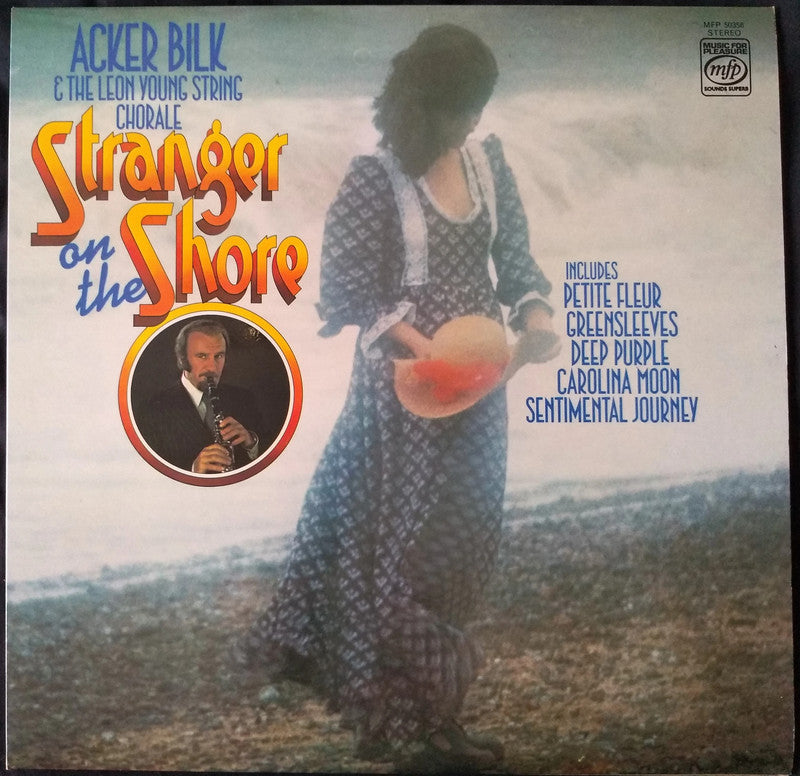 ACKER BILK
& THE LEON YOUNG STRING
CHORALE
Stranger
on the Shore
MFP 50356
STEREO
MUSIC FOR
PLEASURE
mfp
SOUNDS SUPERB
INCLUDES
PETITE FLEUR
GREENSLEEVES
DEEP PURPLE
CAROLINA MOON
SENTIMENTAL JOURNEY